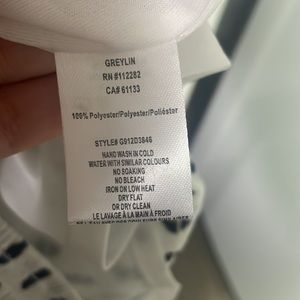 GREYLIN
RN #112282
CA# 61133
100% Polyester/Polyester/Poliéster
STYLE# G912D3846
HAND WASH IN COLD
WATER WITH SIMILAR COLOURS
NO SOAKING
NO BLEACH
IRON ON LOW HEAT
DRY FLAT
OR DRY CLEAN
LE LAVAGE À LA MAIN À FROID